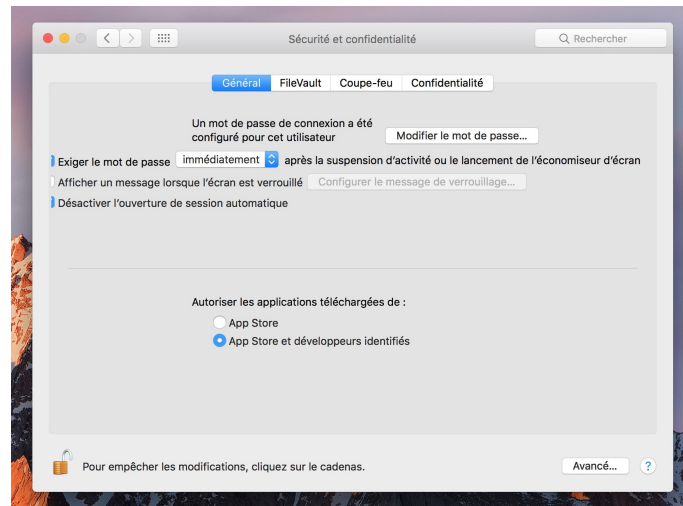 Sécurité et confidentialité
Rechercher
Général FileVault Coupe-feu Confidentialité
Un mot de passe de connexion a été
configuré pour cet utilisateur
Modifier le mot de passe...
Exiger le mot de passe immédiatement après la suspension d'activité ou le lancement de l'économiseur d'écran
Afficher un message lorsque l'écran est verrouillé Configurer le message de verrouillage...
Désactiver l'ouverture de session automatique
Autoriser les applications téléchargées de :
App Store
App Store et développeurs identifiés
Pour empêcher les modifications, cliquez sur le cadenas.
Avancé... ?